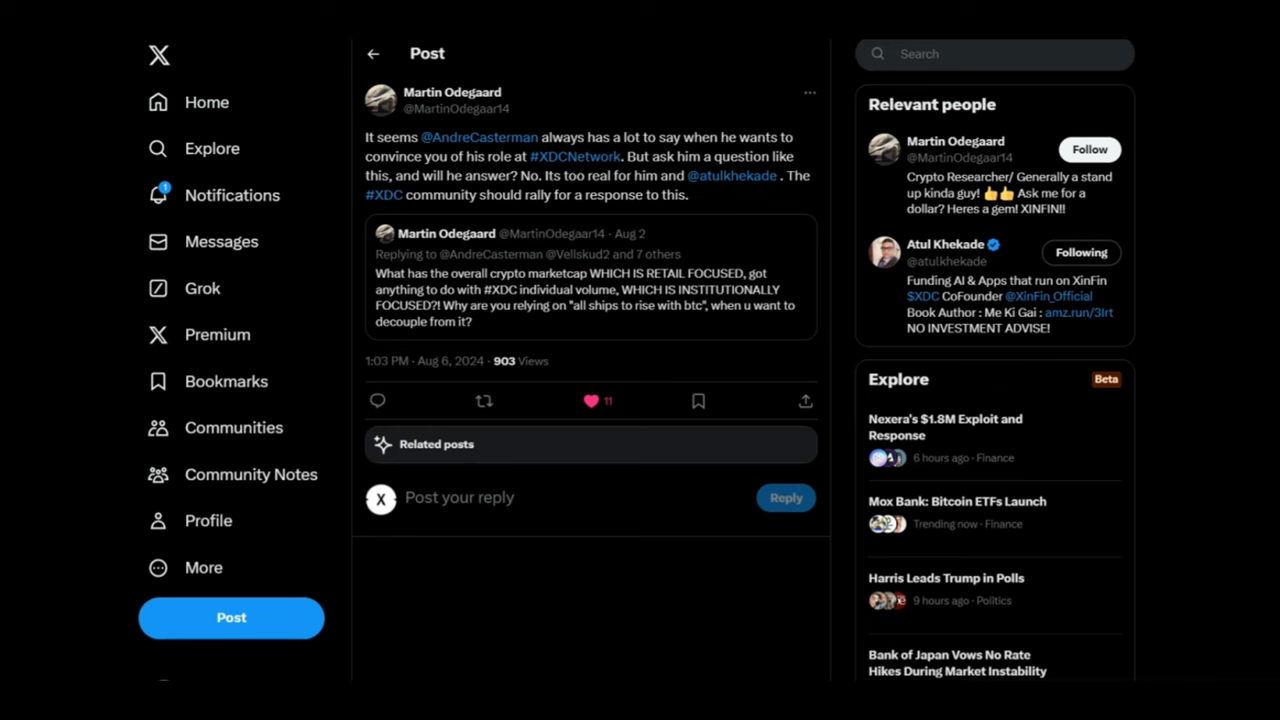 X
Home
Explore
Notifications
1
Messages
Grok
Premium
Bookmarks
Communities
Community Notes
Profile
More
Post
Post
Martin Odegaard
@MartinOdegaar14
It seems @AndreCasterman always has a lot to say when he wants to
convince you of his role at #XDCNetwork. But ask him a question like
this, and will he answer? No. Its too real for him and @atulkhekade . The
#XDC community should rally for a response to this.
Martin Odegaard @MartinOdegaar14 · Aug 2
Replying to @AndreCasterman @Vellskud2 and 7 others
What has the overall crypto marketcap WHICH IS RETAIL FOCUSED, got
anything to do with #XDC individual volume, WHICH IS INSTITUTIONALLY
FOCUSED?! Why are you relying on "all ships to rise with btc", when u want to
decouple from it?
1:03 PM · Aug 6, 2024 · 903 Views
11
Related posts
X
Post your reply
Reply
Search
Relevant people
Martin Odegaard
@MartinOdegaar14
Follow
Crypto Researcher/ Generally a stand
up kinda guy! 👍👍 Ask me for a
dollar? Heres a gem! XINFIN!!
Atul Khekade
@atulkhekade
Following
Funding AI & Apps that run on XinFin
$XDC CoFounder @XinFin_Official
Book Author : Me Ki Gai : amz.run/3Irt
NO INVESTMENT ADVISE!
Explore
Beta
Nexera's $1.8M Exploit and
Response
6 hours ago · Finance
Mox Bank: Bitcoin ETFs Launch
Trending now · Finance
Harris Leads Trump in Polls
9 hours ago · Politics
Bank of Japan Vows No Rate
Hikes During Market Instability